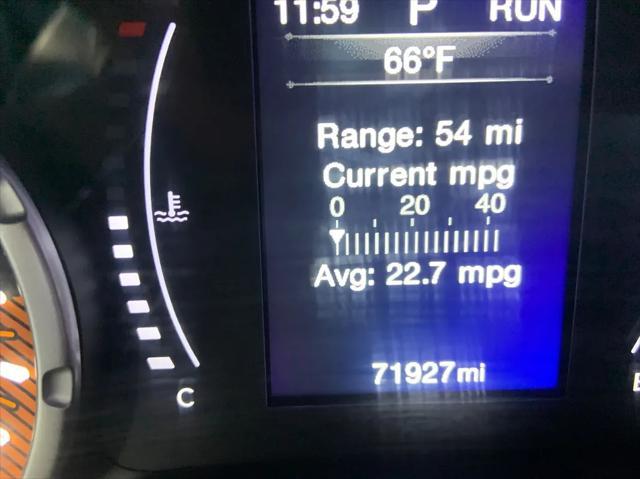 11:59 P RUN
66°F
Range: 54 mi
Current mpg
0 20 40
Avg: 22.7 mpg
71927mi
C